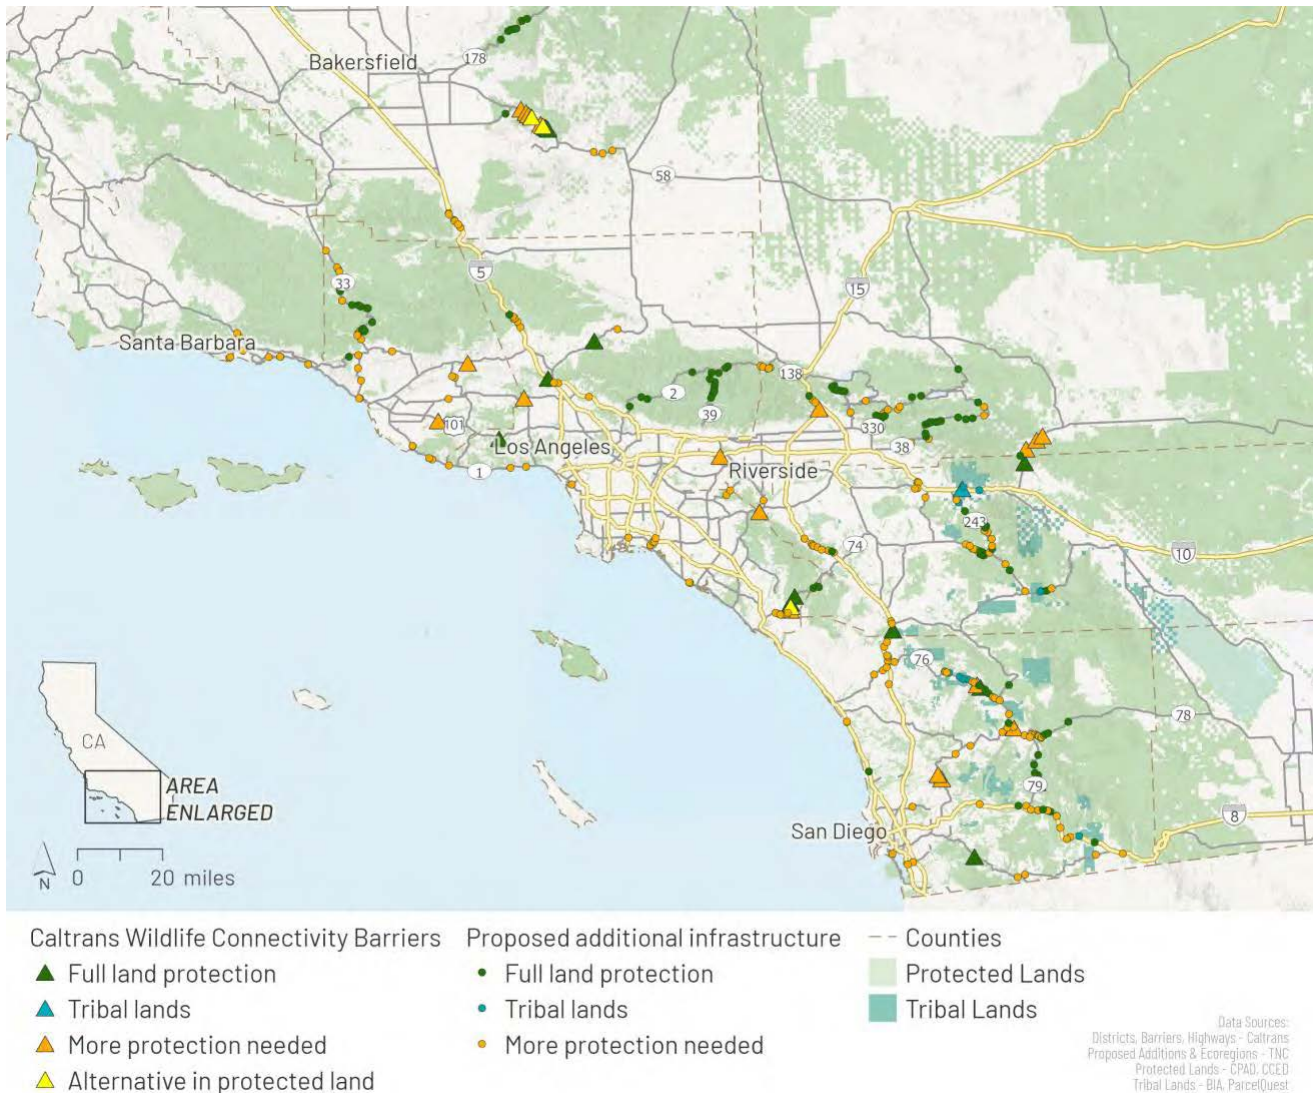 Bakersfield
178
58
5
33
15
Santa Barbara
138
2
39
330
101
Los Angeles
38
1
Riverside
243
74
10
76
78
CA
AREA
ENLARGED
79
San Diego
8
N
0 20 miles
Caltrans Wildlife Connectivity Barriers
Full land protection
Tribal lands
More protection needed
Alternative in protected land
Proposed additional infrastructure
Full land protection
Tribal lands
More protection needed
Counties
Protected Lands
Tribal Lands
Data Sources:
Districts, Barriers, Highways - Caltrans
Proposed Additions & Ecoregions - TNC
Protected Lands - CPAD, CCED
Tribal Lands - BIA, ParcelQuest